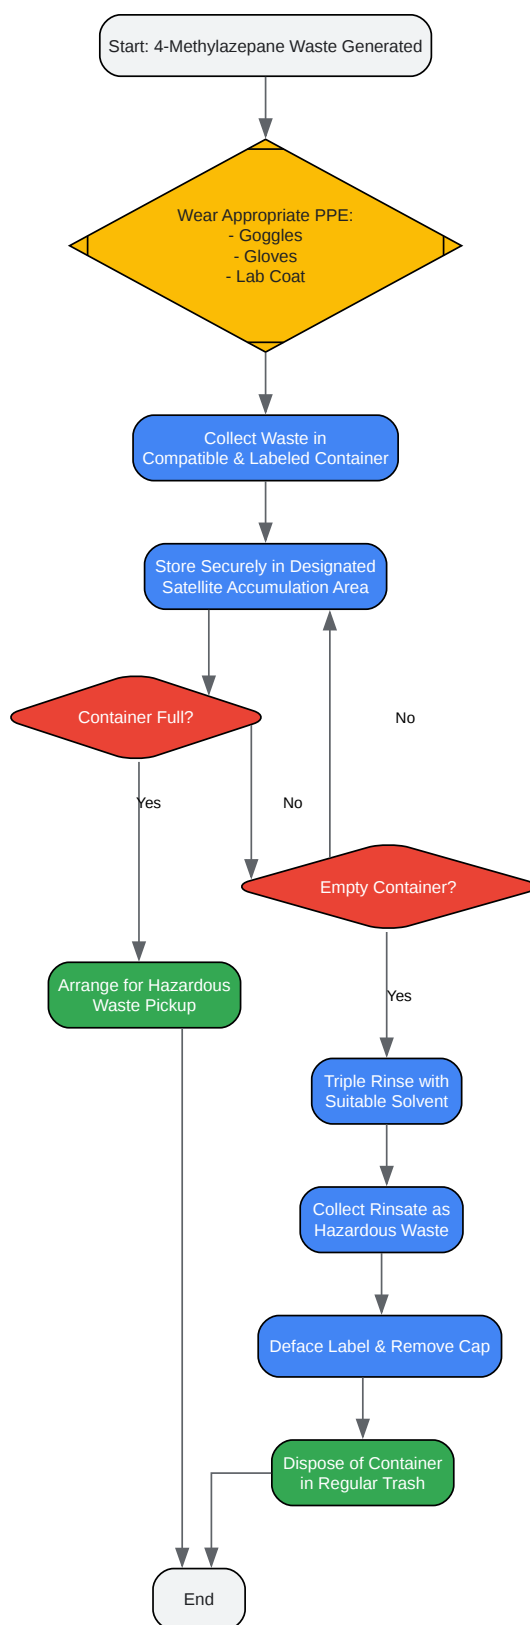 Start: 4-Methylazepane Waste Generated
Wear Appropriate PPE:
- Goggles
- Gloves
- Lab Coat
Collect Waste in
Compatible & Labeled Container
Store Securely in Designated
Satellite Accumulation Area
Container Full?
No
Yes
No
Empty Container?
Arrange for Hazardous
Waste Pickup
Yes
Triple Rinse with
Suitable Solvent
Collect Rinsate as
Hazardous Waste
Deface Label & Remove Cap
Dispose of Container
in Regular Trash
End